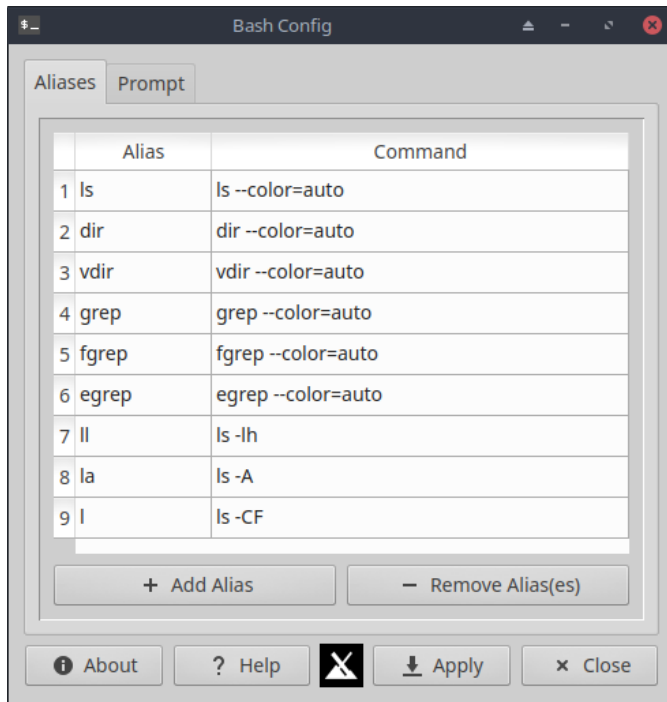 $_ Bash Config
Aliases Prompt
Alias Command
1 ls ls --color=auto
2 dir dir --color=auto
3 vdir vdir --color=auto
4 grep grep --color=auto
5 fgrep fgrep --color=auto
6 egrep egrep --color=auto
7 ll ls -lh
8 la ls -A
9 l ls -CF
+ Add Alias − Remove Alias(es)
About ? Help Apply × Close